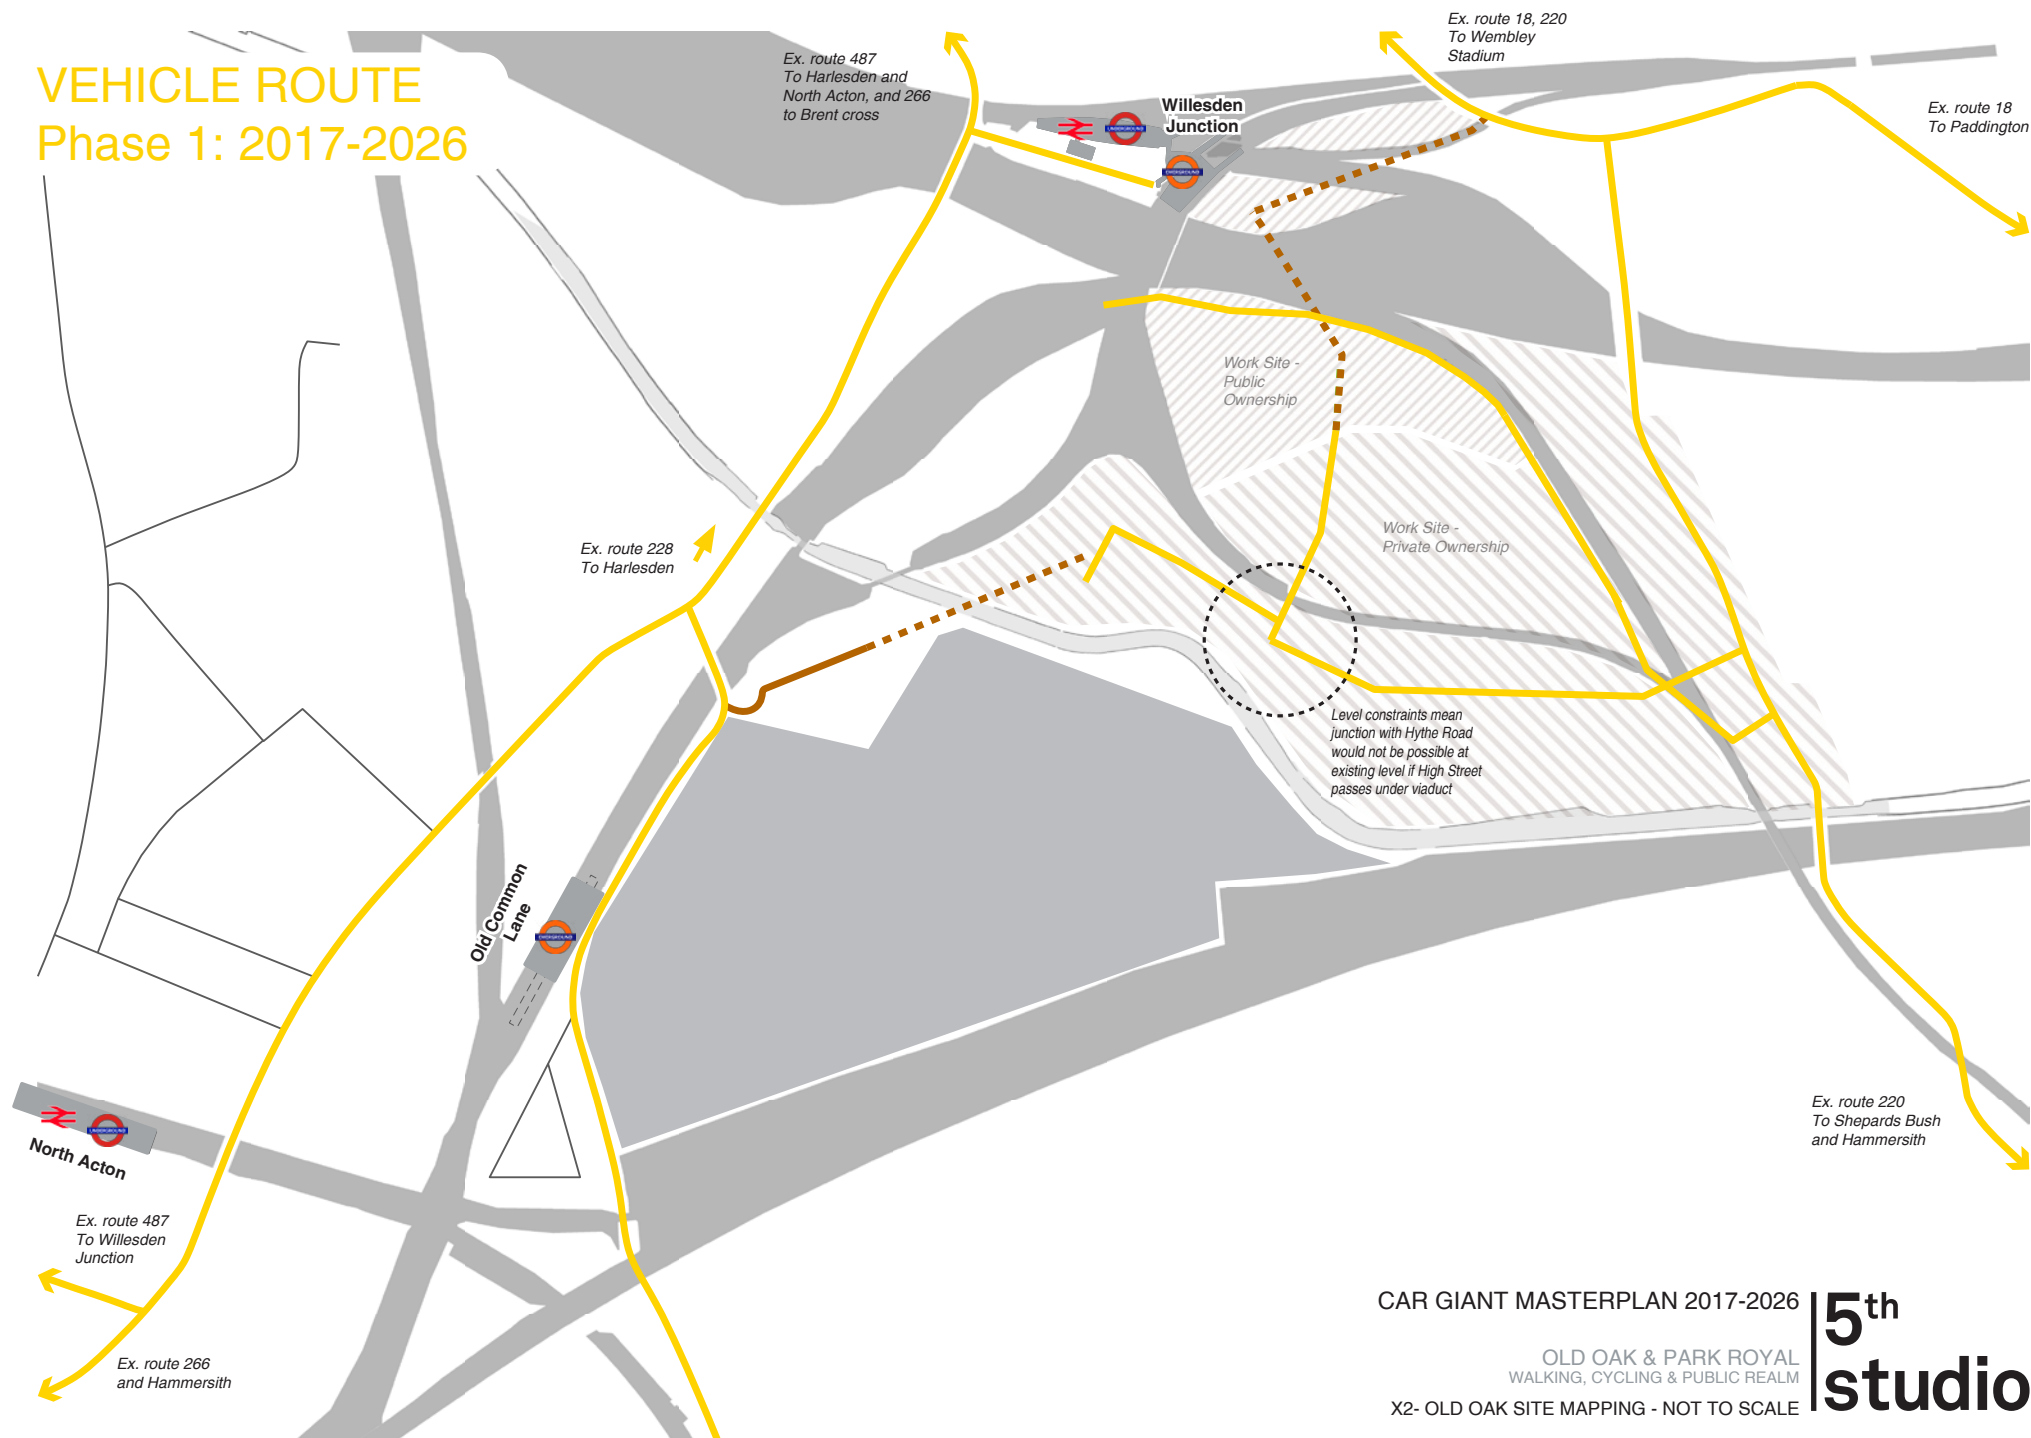 VEHICLE ROUTE
Phase 1: 2017-2026
Ex. route 487
To Harlesden and
North Acton, and 266
to Brent cross
Ex. route 18, 220
To Wembley
Stadium
Willesden
Junction
UNDERGROUND
OVERGROUND
Ex. route 18
To Paddington
Work Site -
Public
Ownership
Work Site -
Private Ownership
Ex. route 228
To Harlesden
Level constraints mean
junction with Hythe Road
would not be possible at
existing level if High Street
passes under viaduct
Old Common
Lane
OVERGROUND
UNDERGROUND
North Acton
Ex. route 220
To Shepards Bush
and Hammersith
Ex. route 487
To Willesden
Junction
Ex. route 266
and Hammersith
CAR GIANT MASTERPLAN 2017-2026
OLD OAK & PARK ROYAL
WALKING, CYCLING & PUBLIC REALM
X2- OLD OAK SITE MAPPING - NOT TO SCALE
5th
studio